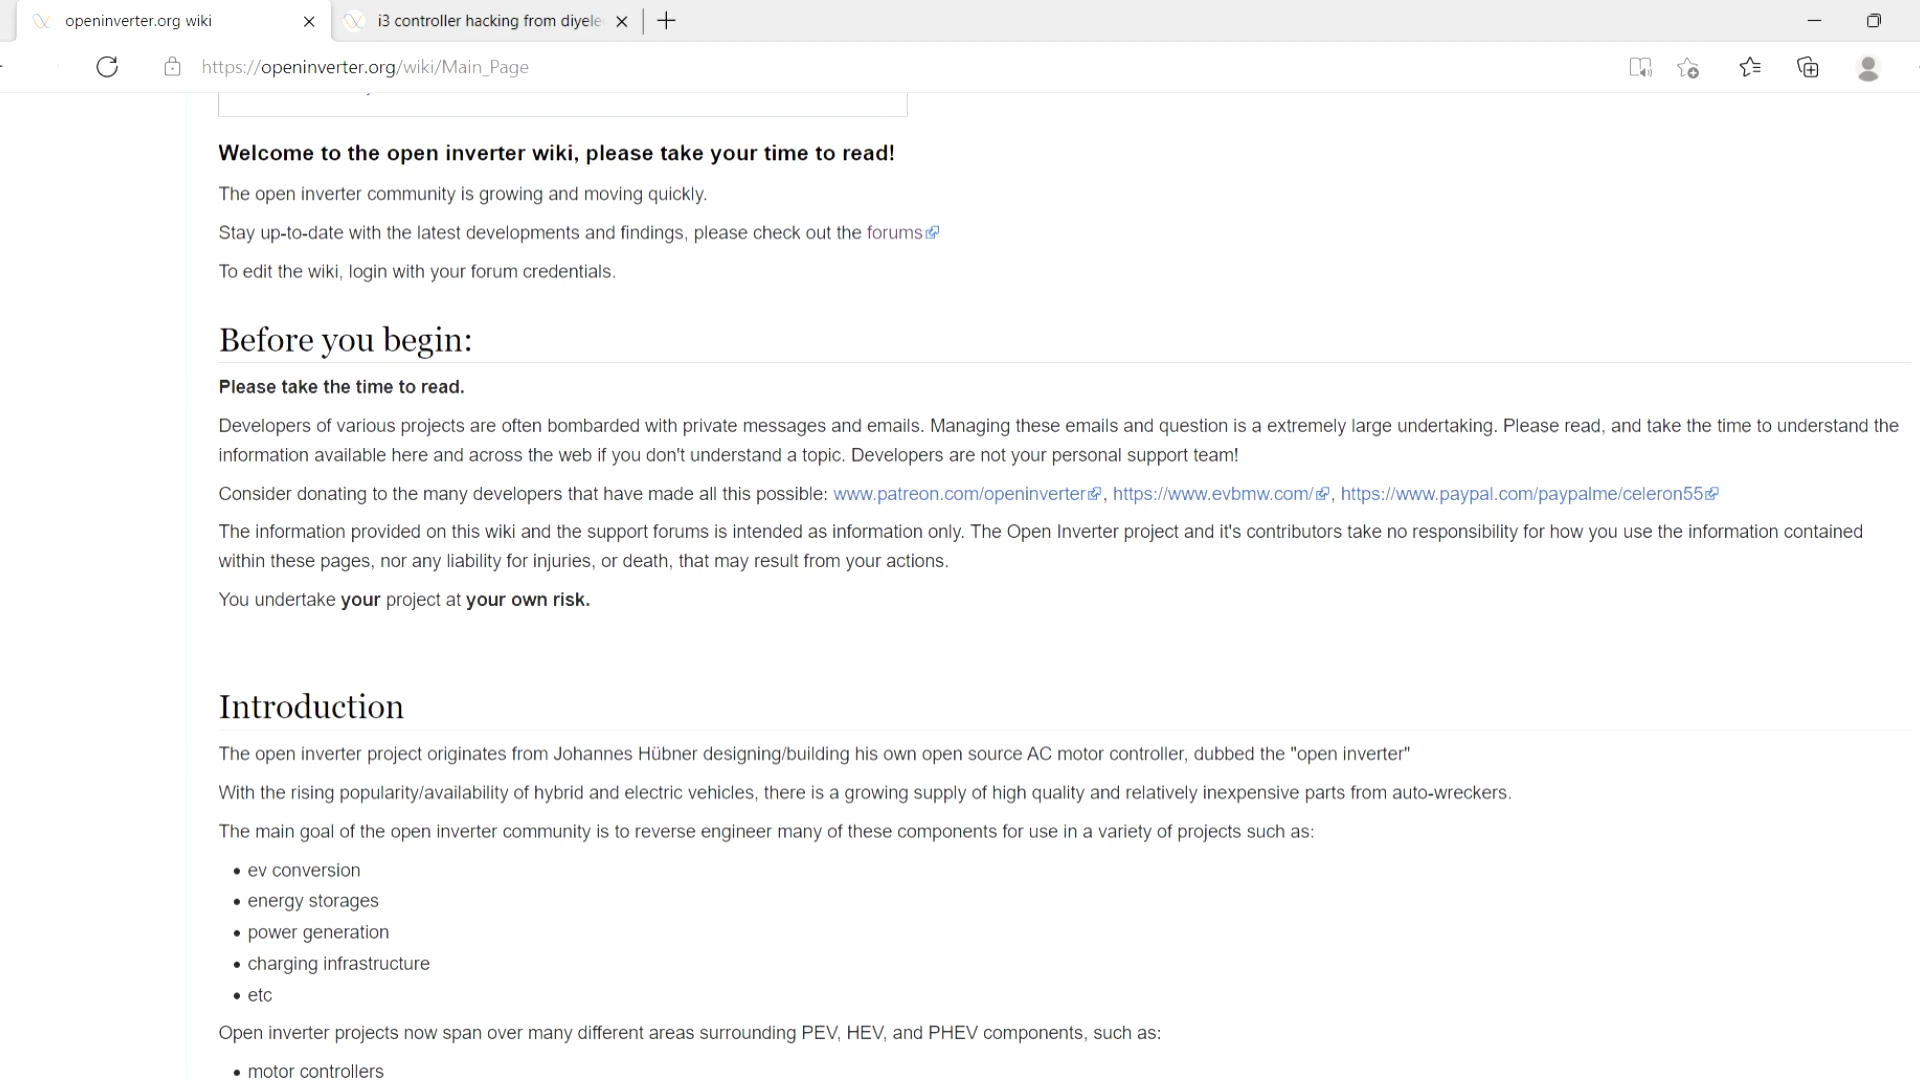 openinverter.org wiki
i3 controller hacking from diyele
https://openinverter.org/wiki/Main_Page
Welcome to the open inverter wiki, please take your time to read!
The open inverter community is growing and moving quickly.
Stay up-to-date with the latest developments and findings, please check out the forums
To edit the wiki, login with your forum credentials.
Before you begin:
Please take the time to read.
Developers of various projects are often bombarded with private messages and emails. Managing these emails and question is a extremely large undertaking. Please read, and take the time to understand the
information available here and across the web if you don't understand a topic. Developers are not your personal support team!
Consider donating to the many developers that have made all this possible: www.patreon.com/openinverter, https://www.evbmw.com/, https://www.paypal.com/paypalme/celeron55
The information provided on this wiki and the support forums is intended as information only. The Open Inverter project and it's contributors take no responsibility for how you use the information contained
within these pages, nor any liability for injuries, or death, that may result from your actions.
You undertake your project at your own risk.
Introduction
The open inverter project originates from Johannes Hübner designing/building his own open source AC motor controller, dubbed the "open inverter"
With the rising popularity/availability of hybrid and electric vehicles, there is a growing supply of high quality and relatively inexpensive parts from auto-wreckers.
The main goal of the open inverter community is to reverse engineer many of these components for use in a variety of projects such as:
• ev conversion
• energy storages
• power generation
• charging infrastructure
• etc
Open inverter projects now span over many different areas surrounding PEV, HEV, and PHEV components, such as:
• motor controllers